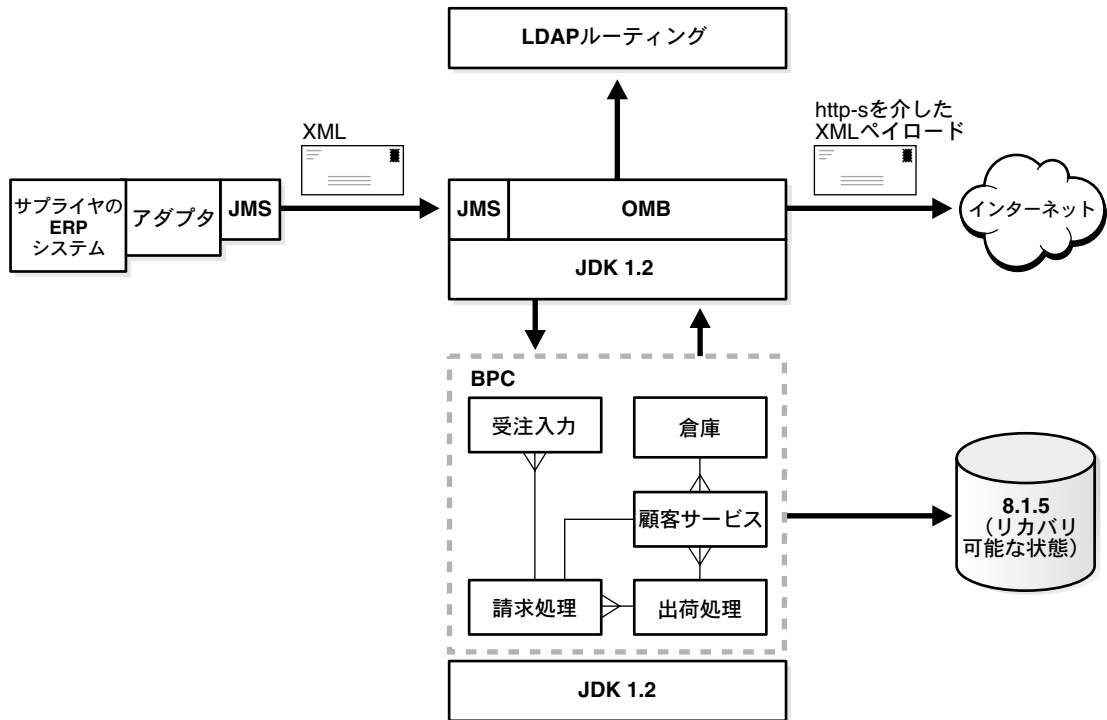 LDAPルーティング
XML
http-sを介した
XMLペイロード
サプライヤの
ERP
システム
アダプタ
JMS
JMS
OMB
インターネット
JDK 1.2
BPC
受注入力
倉庫
顧客サービス
8.1.5
（リカバリ
可能な状態）
請求処理
出荷処理
JDK 1.2